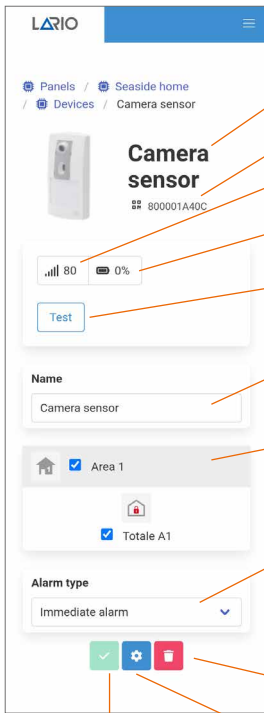 LARIO
Panels / Seaside home
/ Devices / Camera sensor
Camera
sensor
800001A40C
80 0%
Test
Name
Camera sensor
Area 1
Totale A1
Alarm type
Immediate alarm